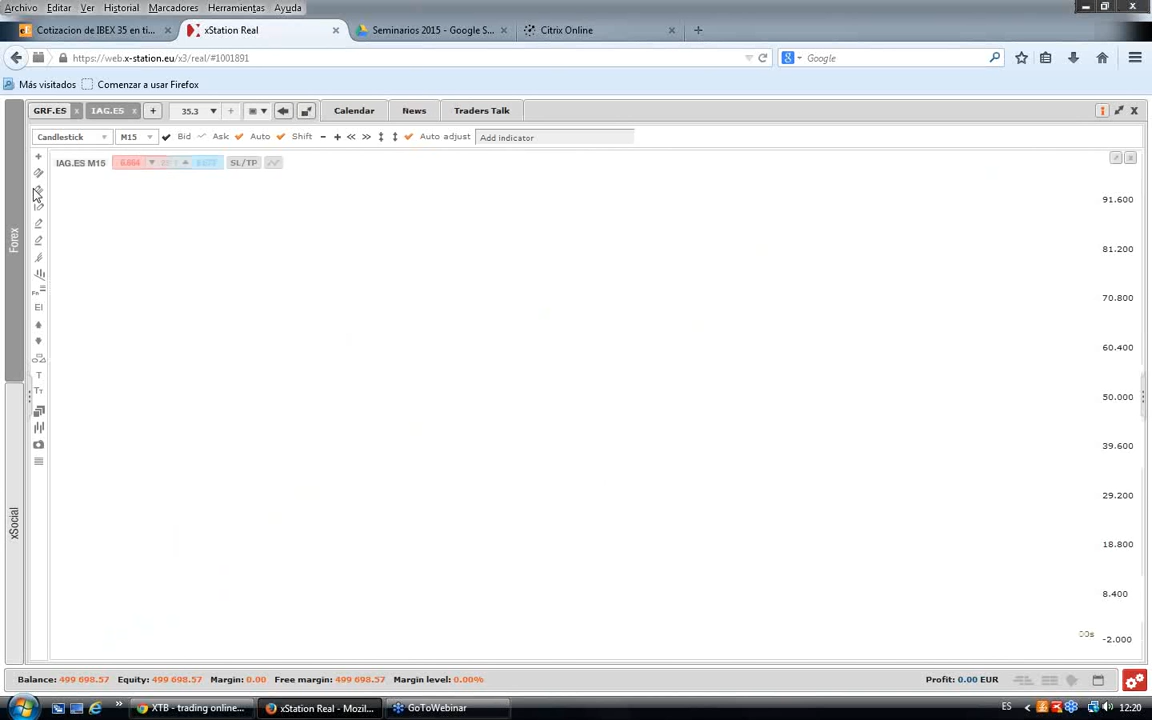 Archivo Editar Ver Historial Marcadores Herramientas Ayuda
Cotizacion de IBEX 35 en ti... xStation Real Seminarios 2015 - Google S... Citrix Online
https://web.x-station.eu/x3/real/#1001891 Google
Más visitados Comenzar a usar Firefox
GRF.ES IAG.ES 35.3 Calendar News Traders Talk
Candlestick M15 Bid Ask Auto Shift Auto adjust Add indicator
IAG.ES M15 SL/TP
91.600
81.200
70.800
60.400
50.000
39.600
29.200
18.800
8.400
-2.000
Forex
xSocial
Fn
EI
T
TT
Balance: 499 698.57 Equity: 499 698.57 Margin: 0.00 Free margin: 499 698.57 Margin level: 0.00% Profit: 0.00 EUR
XTB - trading online... xStation Real - Mozil... GoToWebinar ES 12:20